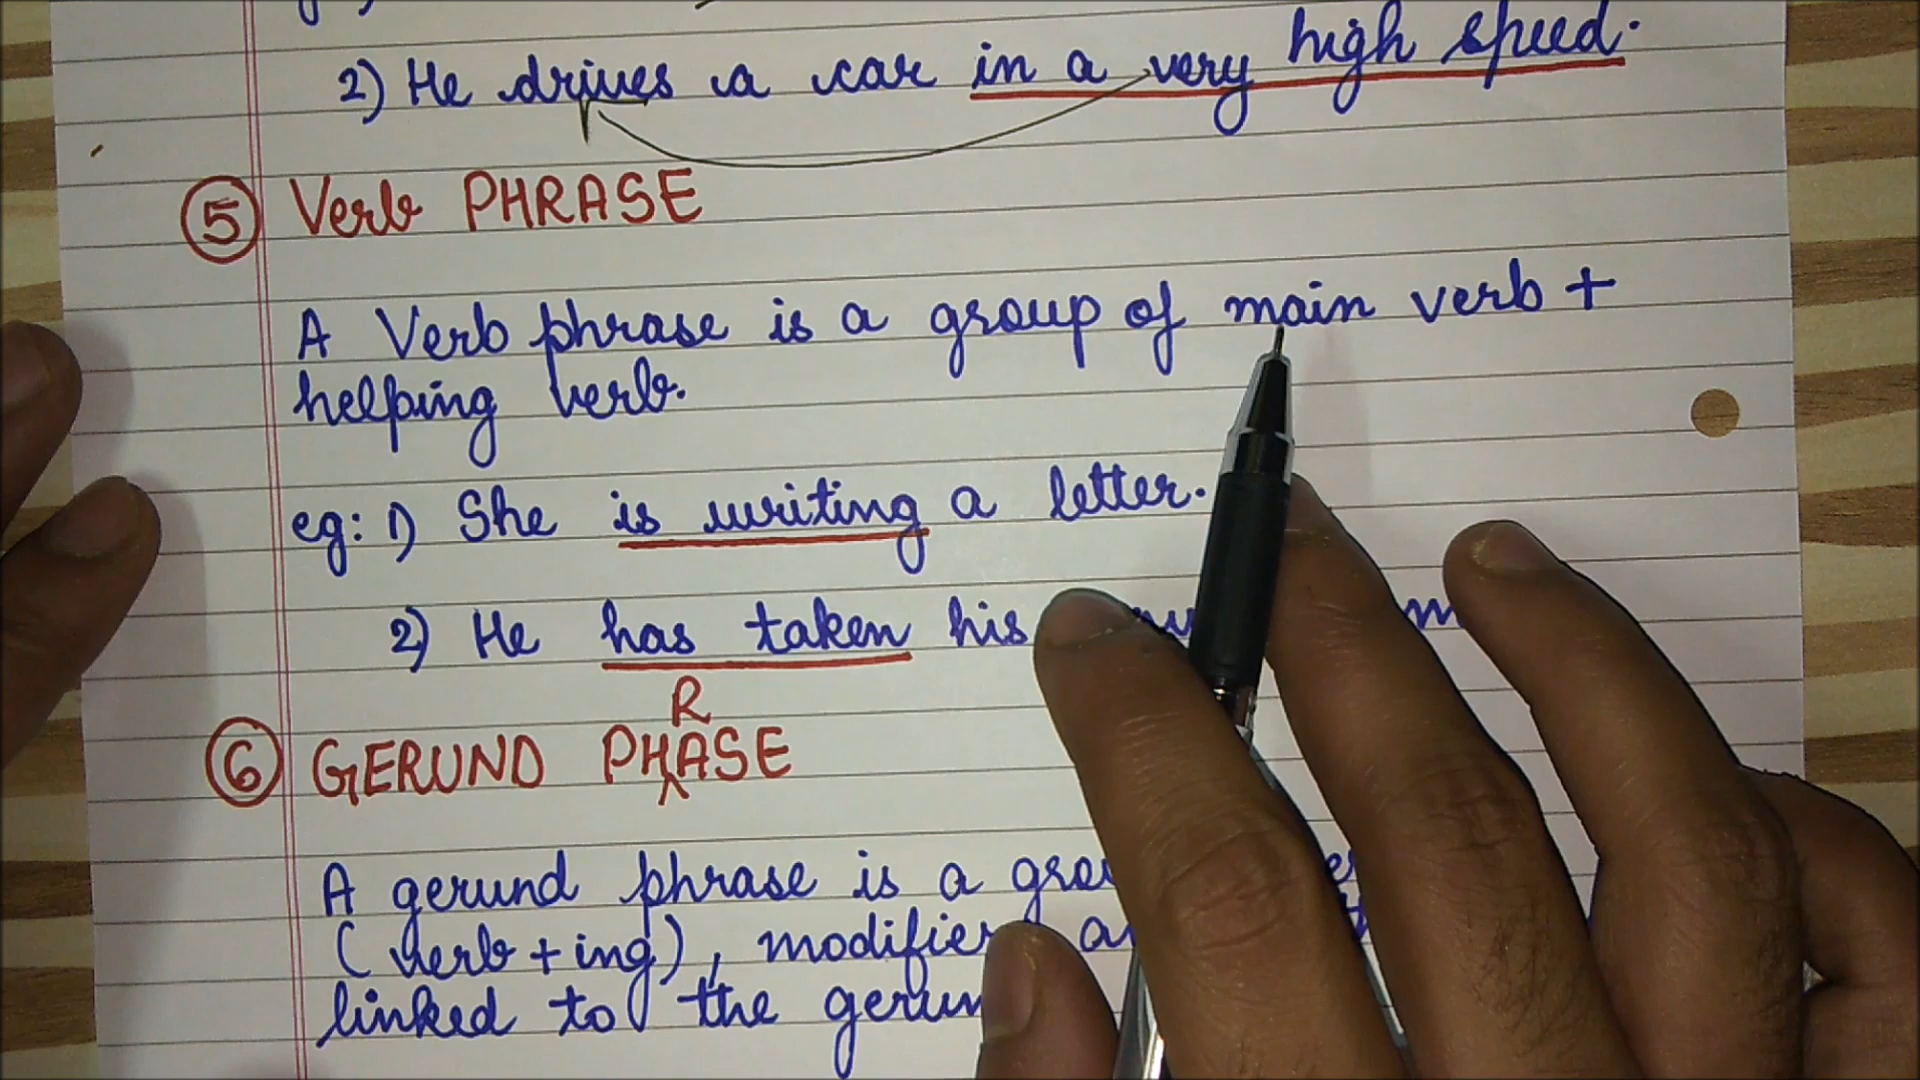 2) He drives a car in a very high speed.
5 Verb PHRASE
A Verb phrase is a group of main verb +
helping verb.
eg: 1) She is writing a letter.
2) He has taken his
6 GERUND PHRASE
A gerund phrase is a
(verb + ing), modifier
linked to the